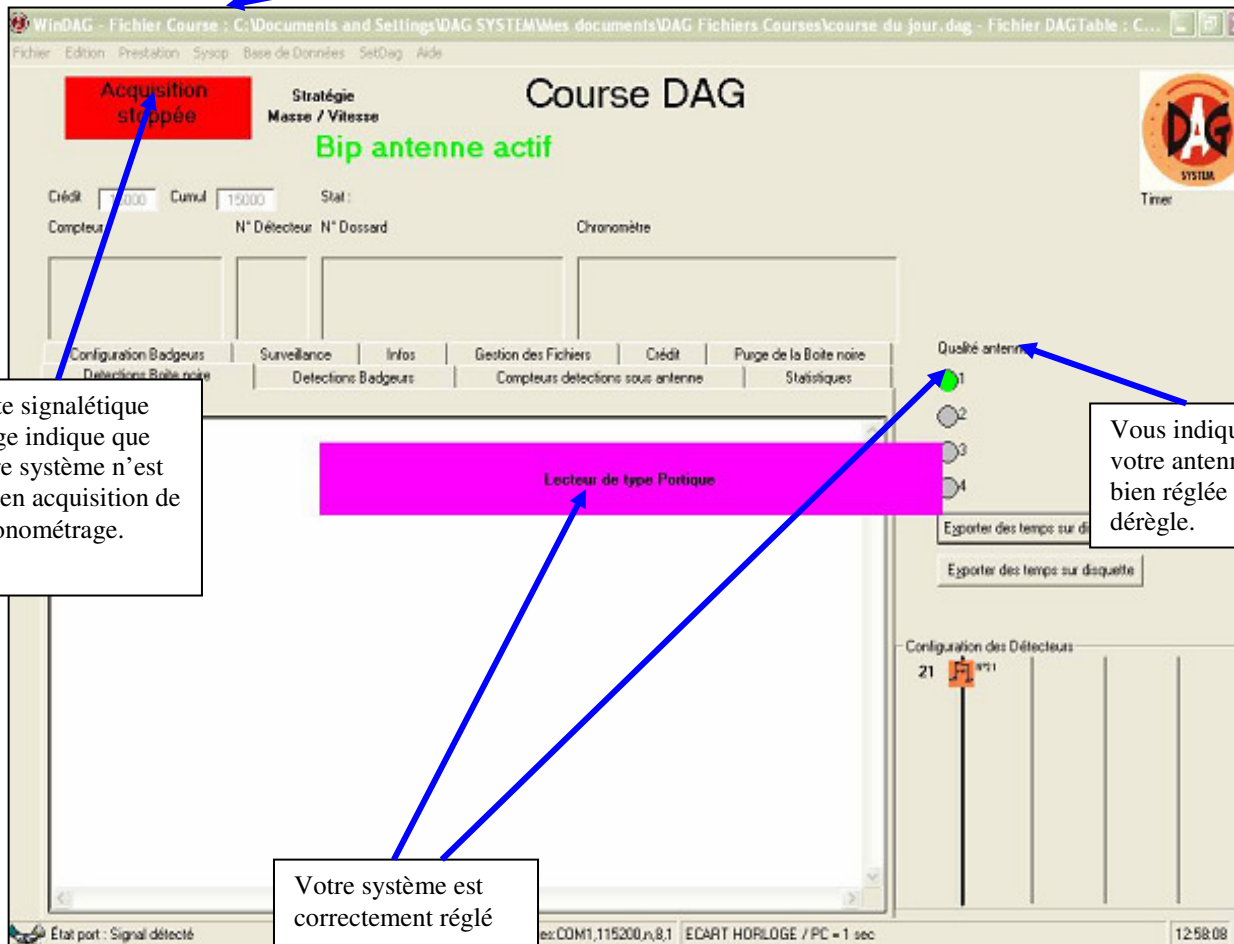 WinDAG - Fichier Course : C:\Documents and Settings\DAG SYSTEM\Mes documents\DAG Fichiers Courses\course du jour.dag - Fichier DAGTable : C...
Fichier Edition Prestation Sysop Base de Données SetDag Aide
Acquisition
stoppée
Stratégie
Masse / Vitesse
Course DAG
Bip antenne actif
DAG
SYSTEM
Timer
Crédit Cumul 15000 Stat :
Compteur N° Détecteur N° Dossard Chronomètre
Configuration Badgeurs Surveillance Infos Gestion des Fichiers Crédit Purge de la Boite noire
Detections Boite noire Detections Badgeurs Compteurs detections sous antenne Statistiques
Qualité antenne
1
2
3
4
signalétique
indique que
système n'est
en acquisition de
Lecteur de type Portique
Vous
votre
bien réglée
dérègle.
Exporter des temps sur
Exporter des temps sur disquette
Configuration des Détecteurs
21 N°21
Votre système est
correctement réglé
État port : Signal détecté COM1,115200,n,8,1 ECART HORLOGE / PC = 1 sec 12:58:08